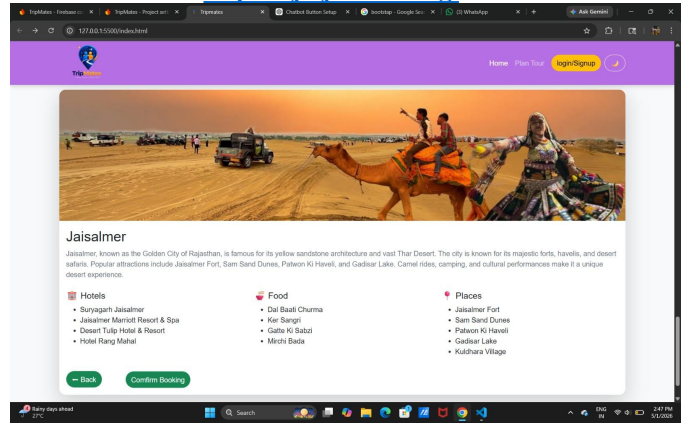 TripMates - Firebase co
TripMates - Project sett
Tripmates
Chatbot Button Setup
bootstap - Google Sear
(3) WhatsApp
Ask Gemini
127.0.0.1:5500/index.html
TripMates
Home Plan Tour login/Signup
Jaisalmer
Jaisalmer, known as the Golden City of Rajasthan, is famous for its yellow sandstone architecture and vast Thar Desert. The city is known for its majestic forts, havelis, and desert
safaris. Popular attractions include Jaisalmer Fort, Sam Sand Dunes, Patwon Ki Haveli, and Gadisar Lake. Camel rides, camping, and cultural performances make it a unique
desert experience.
Hotels
• Suryagarh Jaisalmer
• Jaisalmer Marriott Resort & Spa
• Desert Tulip Hotel & Resort
• Hotel Rang Mahal
Food
• Dal Baati Churma
• Ker Sangri
• Gatte Ki Sabzi
• Mirchi Bada
Places
• Jaisalmer Fort
• Sam Sand Dunes
• Patwon Ki Haveli
• Gadisar Lake
• Kuldhara Village
← Back
Comfirm Booking
Rainy days ahead
27°C
Search
ENG
IN
2:47 PM
5/1/2026